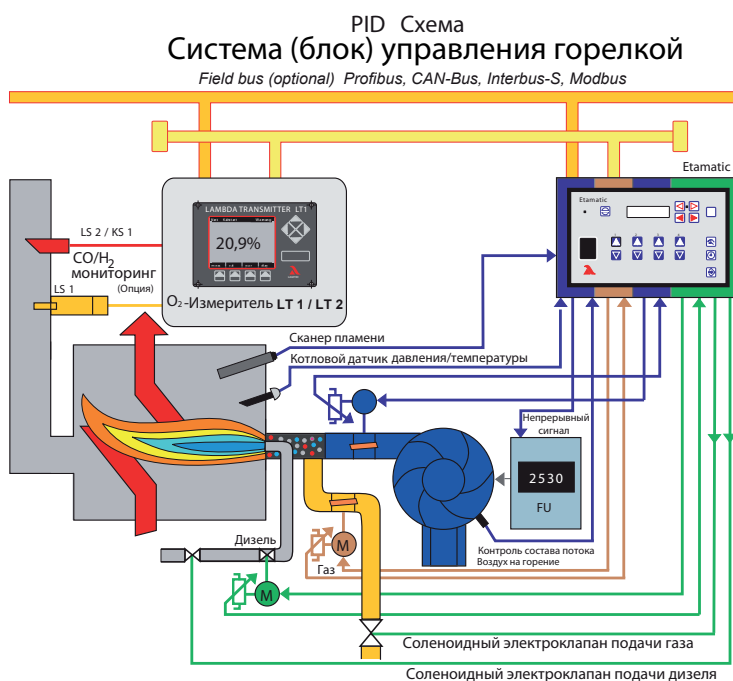 PID Схема
Система (блок) управления горелкой
Field bus (optional) Profibus, CAN-Bus, Interbus-S, Modbus
Etamatic
LAMBDA TRANSMITTER LT1
20,9%
Etamatic
LS 2 / KS 1
CO/H2
мониторинг
(Опция)
LS 1
O2-Измеритель LT 1 / LT 2
Сканер пламени
Котловой датчик давления/температуры
Непрерывный
сигнал
2530
FU
Дизель
M
Газ
M
Контроль состава потока
Воздух на горение
Соленоидный электроклапан подачи газа
Соленоидный электроклапан подачи дизеля